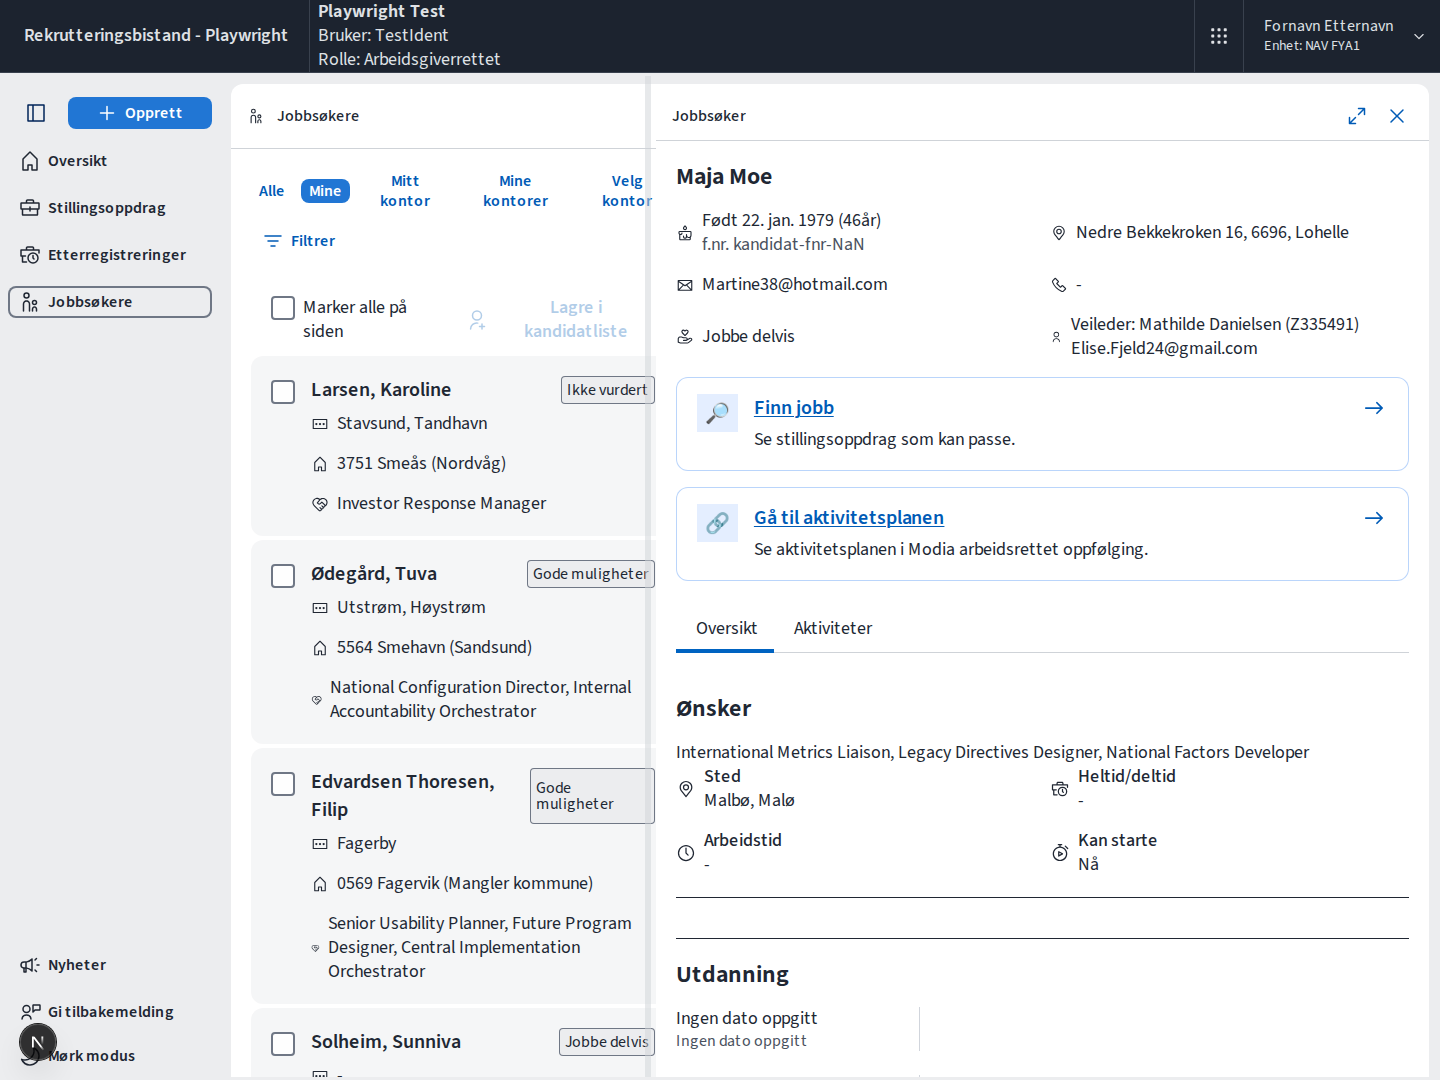 Rekrutteringsbistand - Playwright
Playwright Test
Bruker: TestIdent
Rolle: Arbeidsgiverrettet
Fornavn Etternavn
Enhet: NAV FYA1
Opprett
Oversikt
Stillingsoppdrag
Etterregistreringer
Jobbsøkere
Nyheter
Gi tilbakemelding
Mørk modus
N
Jobbsøkere
Alle
Mine
Mitt
kontor
Mine
kontorer
Velg
kontor
Filtrer
Marker alle på
siden
Lagre i
kandidatliste
Larsen, Karoline
Ikke vurdert
Stavsund, Tandhavn
3751 Smeås (Nordvåg)
Investor Response Manager
Ødegård, Tuva
Gode muligheter
Utstrøm, Høystrøm
5564 Smehavn (Sandsund)
National Configuration Director, Internal
Accountability Orchestrator
Edvardsen Thoresen,
Filip
Gode
muligheter
Fagerby
0569 Fagervik (Mangler kommune)
Senior Usability Planner, Future Program
Designer, Central Implementation
Orchestrator
Solheim, Sunniva
Jobbe delvis
-
Jobbsøker
Maja Moe
Født 22. jan. 1979 (46år)
f.nr. kandidat-fnr-NaN
Nedre Bekkekroken 16, 6696, Lohelle
Martine38@hotmail.com
-
Jobbe delvis
Veileder: Mathilde Danielsen (Z335491)
Elise.Fjeld24@gmail.com
Finn jobb
Se stillingsoppdrag som kan passe.
Gå til aktivitetsplanen
Se aktivitetsplanen i Modia arbeidsrettet oppfølging.
Oversikt
Aktiviteter
Ønsker
International Metrics Liaison, Legacy Directives Designer, National Factors Developer
Sted
Malbø, Malø
Heltid/deltid
-
Arbeidstid
-
Kan starte
Nå
Utdanning
Ingen dato oppgitt
Ingen dato oppgitt